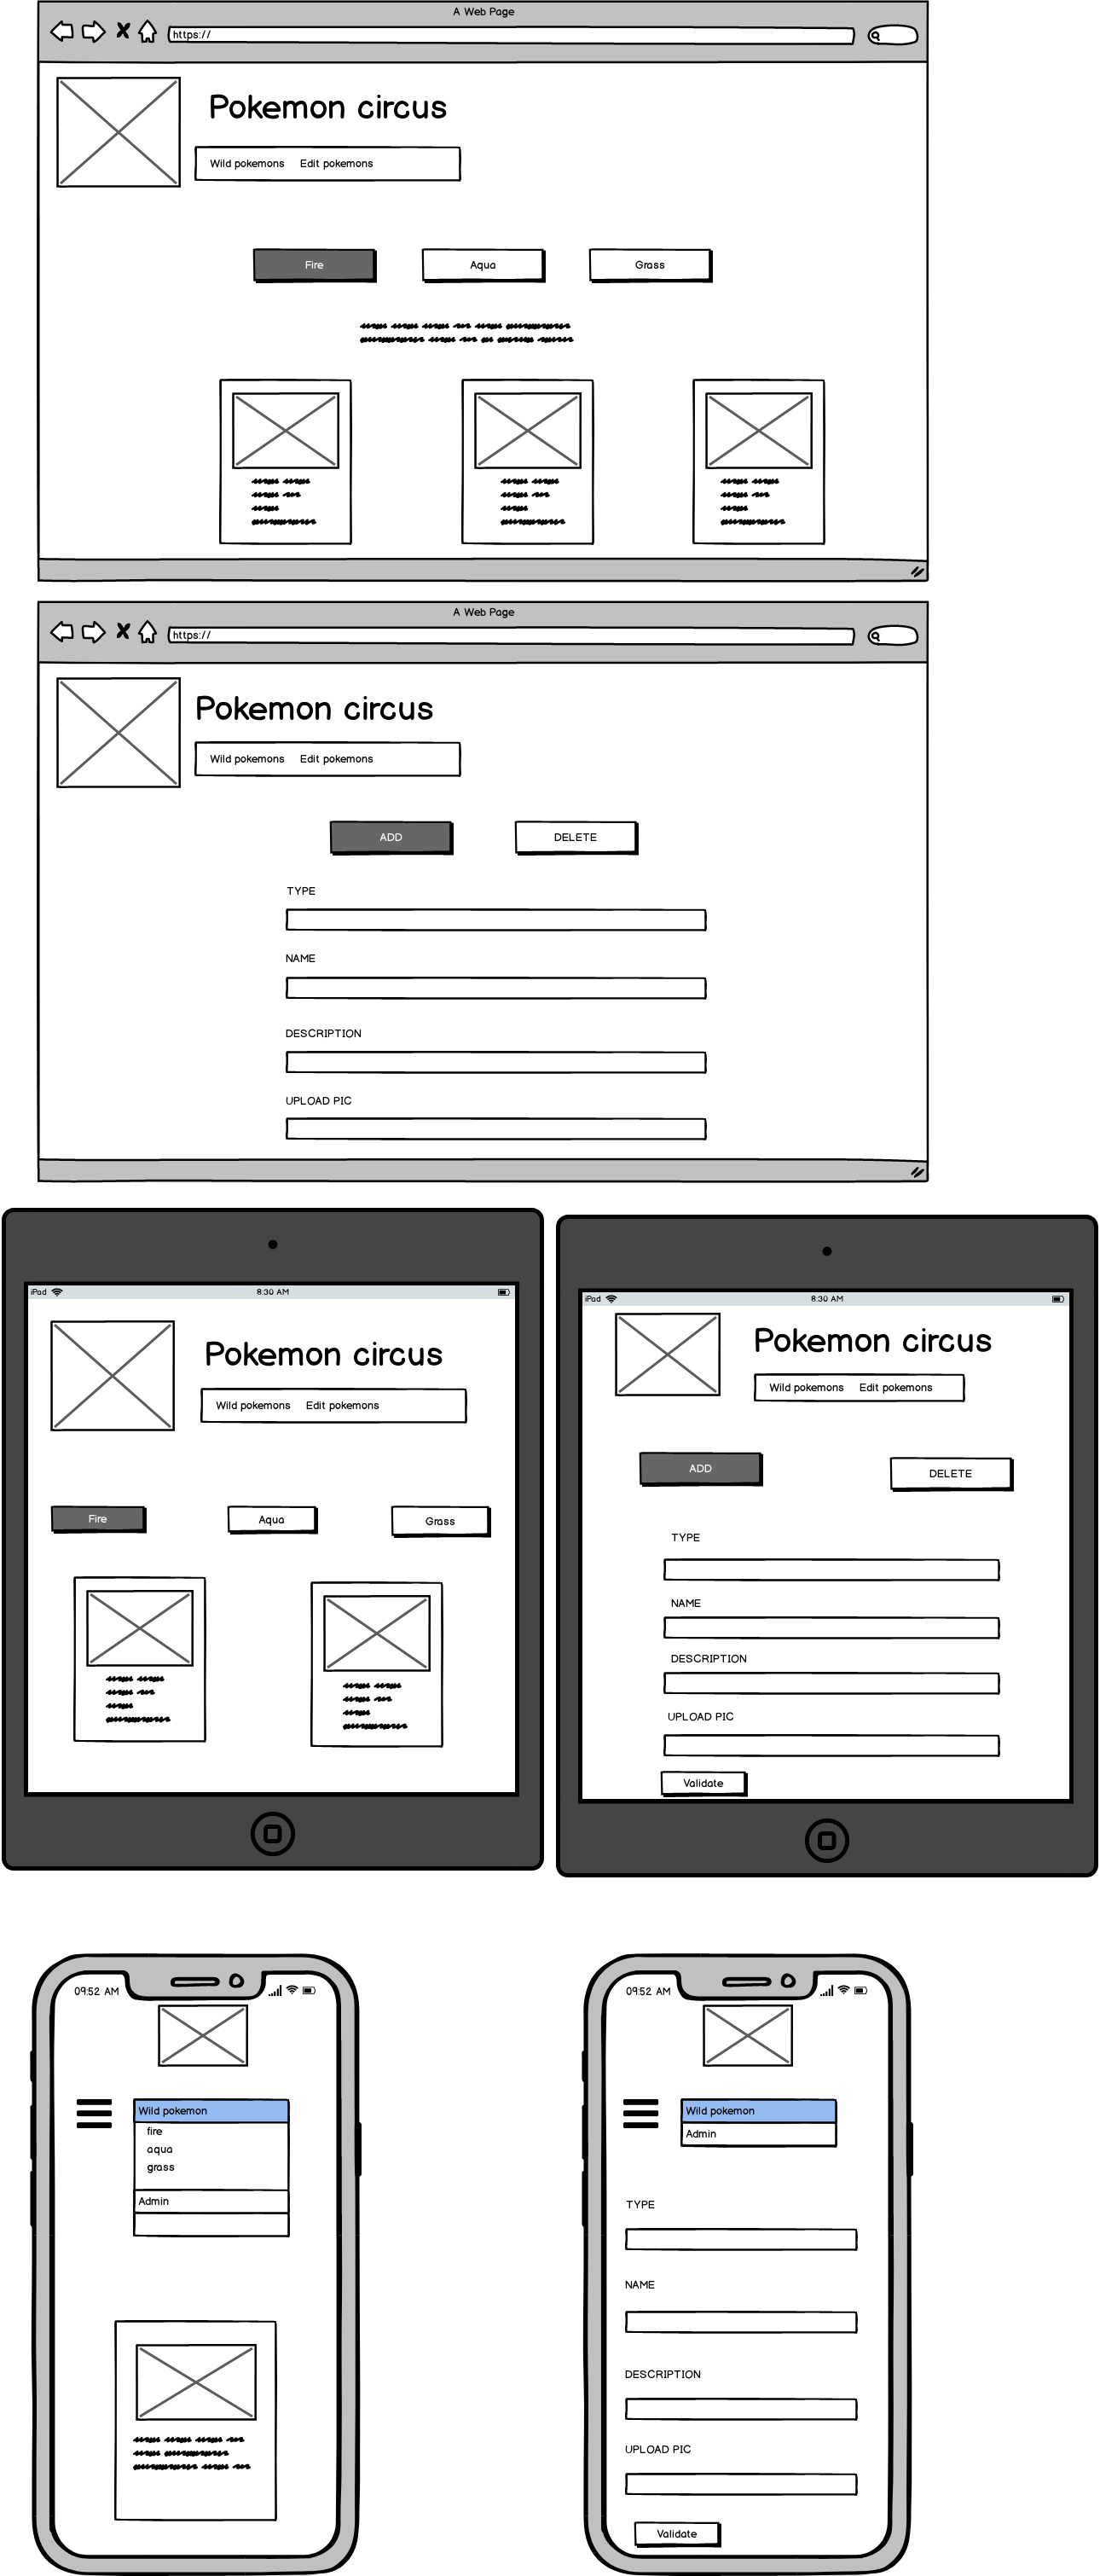 A Web Page
https://
Pokemon circus
Wild pokemons Edit pokemons
Fire Aqua Grass
A Web Page
https://
Pokemon circus
Wild pokemons Edit pokemons
ADD DELETE
TYPE
NAME
DESCRIPTION
UPLOAD PIC
iPad 8:30 AM
Pokemon circus
Wild pokemons Edit pokemons
Fire Aqua Grass
iPad 8:30 AM
Pokemon circus
Wild pokemons Edit pokemons
ADD DELETE
TYPE
NAME
DESCRIPTION
UPLOAD PIC
Validate
09:52 AM
Wild pokemon
fire
aqua
grass
Admin
09:52 AM
Wild pokemon
Admin
TYPE
NAME
DESCRIPTION
UPLOAD PIC
Validate